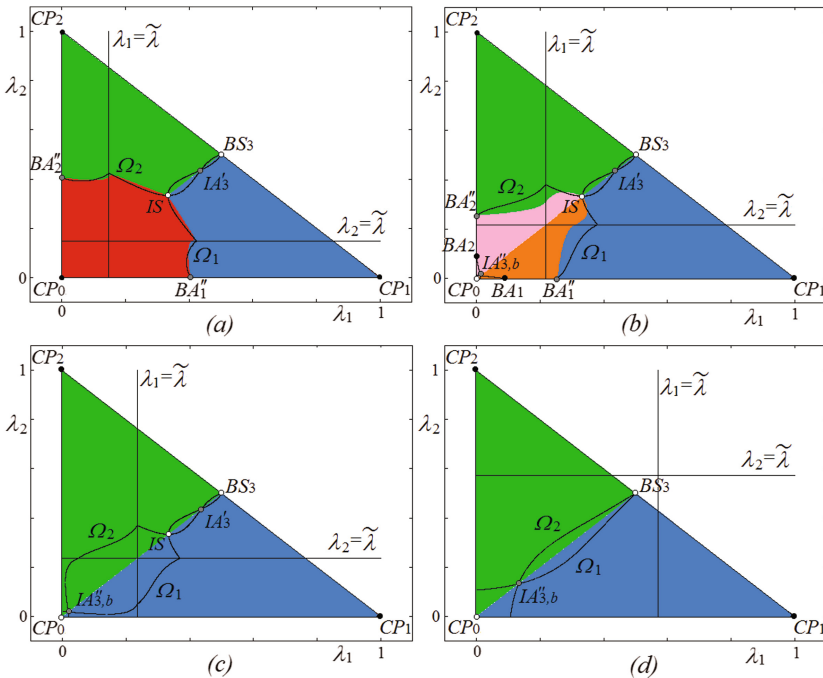 CP₂
λ₁=λ̃
λ₂
BS₃
BA″₂
Ω₂
IA′₃
IS
λ₂=λ̃
Ω₁
0
CP₀
BA″₁
CP₁
0
1
λ₁
(a)
CP₂
1
λ₁=λ̃
λ₂
BS₃
Ω₂
IA′₃
BA″₂
IS
λ₂=λ̃
BA₂
Ω₁
IA″₃,b
0
CP₀
BA₁
BA″₁
CP₁
0
1
λ₁
(b)
CP₂
1
λ₁=λ̃
λ₂
BS₃
Ω₂
IA′₃
IS
λ₂=λ̃
Ω₁
IA″₃,b
0
CP₀
CP₁
0
1
λ₁
(c)
CP₂
1
λ₁=λ̃
λ₂
λ₂=λ̃
BS₃
Ω₂
Ω₁
IA″₃,b
0
CP₀
CP₁
0
1
λ₁
(d)